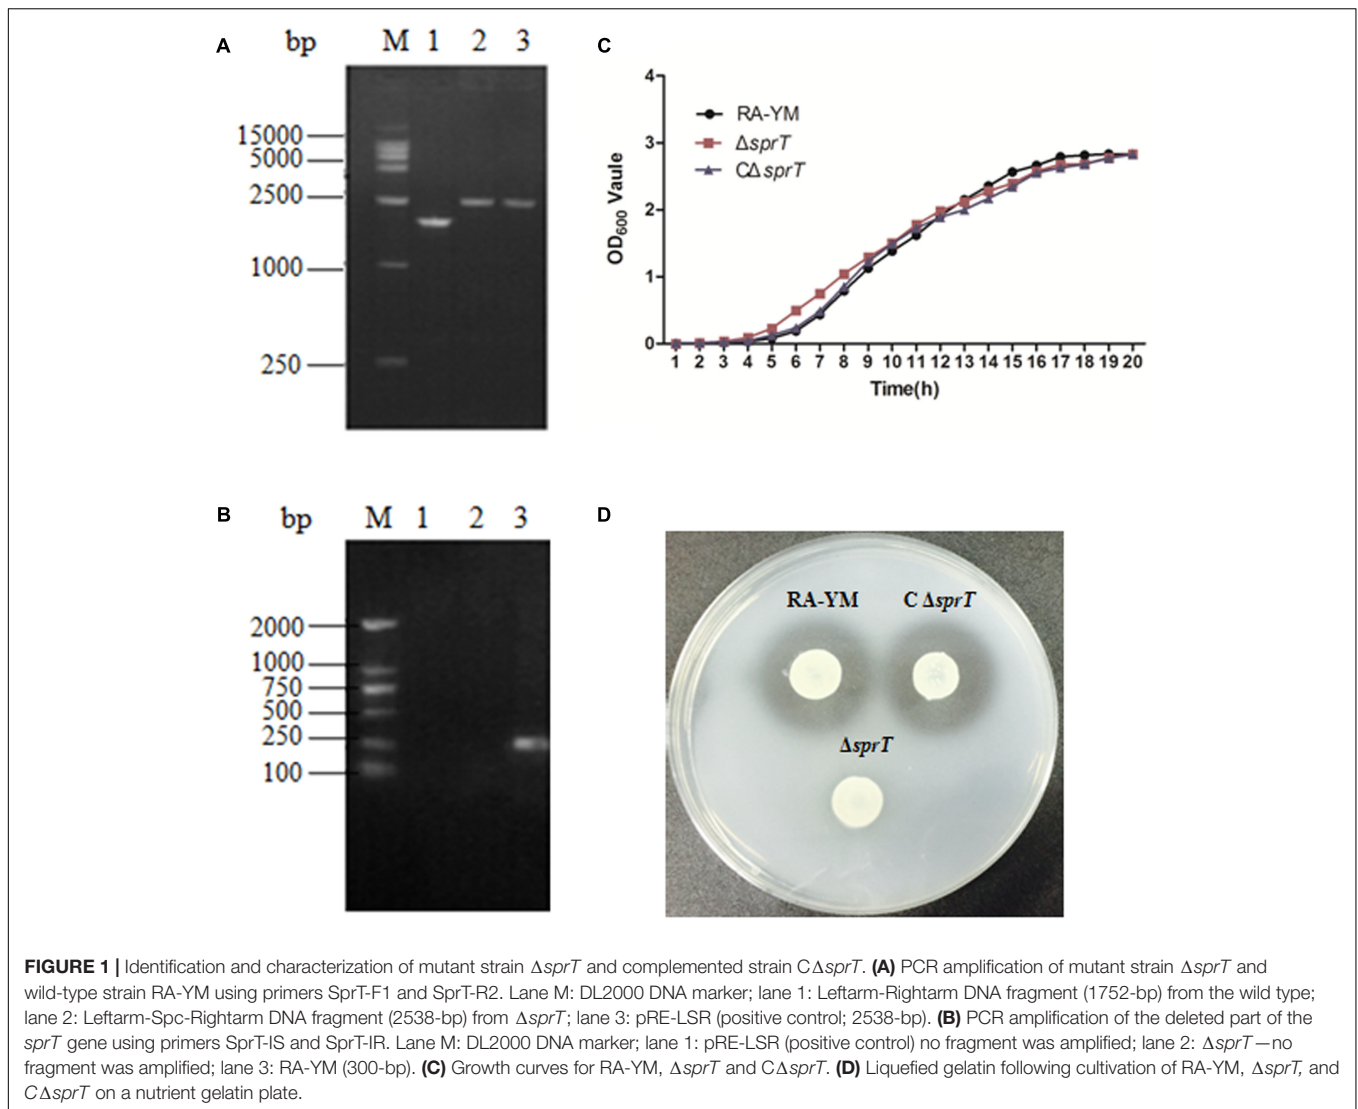 A bp M 1 2 3
15000
5000
2500
1000
250
C
4
3
2
1
0
OD600 Vaule
RA-YM
ΔsprT
CΔsprT
1 2 3 4 5 6 7 8 9 10 11 12 13 14 15 16 17 18 19 20
Time(h)
B bp M 1 2 3
2000
1000
750
500
250
100
D
RA-YM C ΔsprT
ΔsprT
FIGURE 1 | Identification and characterization of mutant strain ΔsprT and complemented strain CΔsprT. (A) PCR amplification of mutant strain ΔsprT and
wild-type strain RA-YM using primers SprT-F1 and SprT-R2. Lane M: DL2000 DNA marker; lane 1: Leftarm-Rightarm DNA fragment (1752-bp) from the wild type;
lane 2: Leftarm-Spc-Rightarm DNA fragment (2538-bp) from ΔsprT; lane 3: pRE-LSR (positive control; 2538-bp). (B) PCR amplification of the deleted part of the
sprT gene using primers SprT-IS and SprT-IR. Lane M: DL2000 DNA marker; lane 1: pRE-LSR (positive control) no fragment was amplified; lane 2: ΔsprT—no
fragment was amplified; lane 3: RA-YM (300-bp). (C) Growth curves for RA-YM, ΔsprT and CΔsprT. (D) Liquefied gelatin following cultivation of RA-YM, ΔsprT, and
CΔsprT on a nutrient gelatin plate.